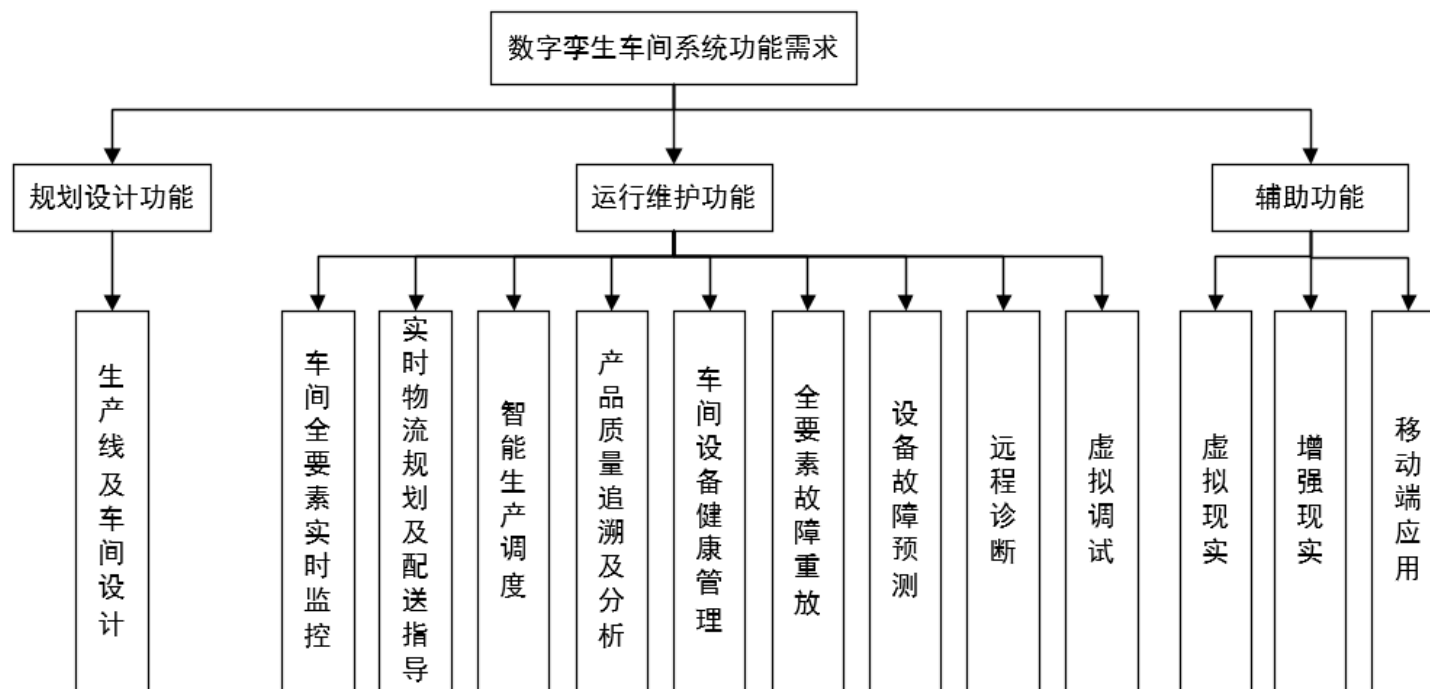 数字孪生车间系统功能需求
规划设计功能
运行维护功能
辅助功能
生产线及车间设计
车间全要素实时监控
实时物流规划及配送指导
智能生产调度
产品质量追溯及分析
车间设备健康管理
全要素故障重放
设备故障预测
远程诊断
虚拟调试
虚拟现实
增强现实
移动端应用